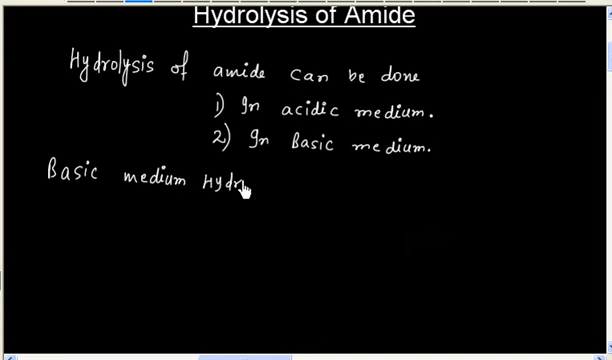 Hydrolysis of Amide
Hydrolysis of amide can be done
1) In acidic medium.
2) In Basic medium.
Basic medium Hydr